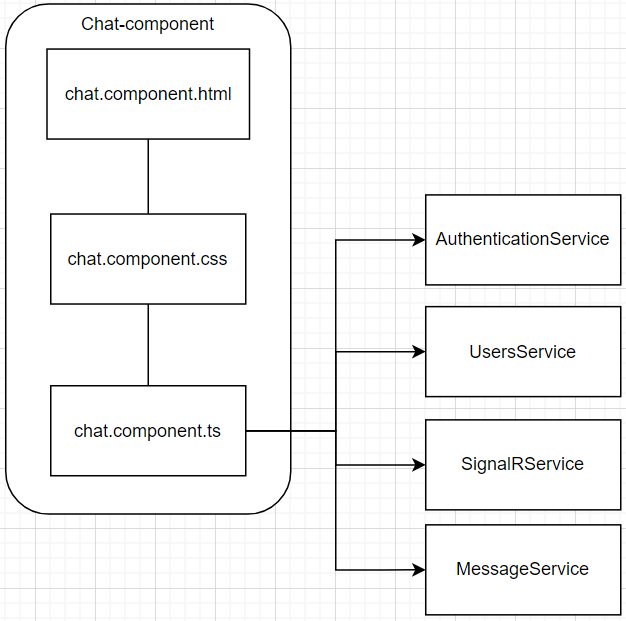 Chat-component
chat.component.html
chat.component.css
chat.component.ts
AuthenticationService
UsersService
SignalRService
MessageService